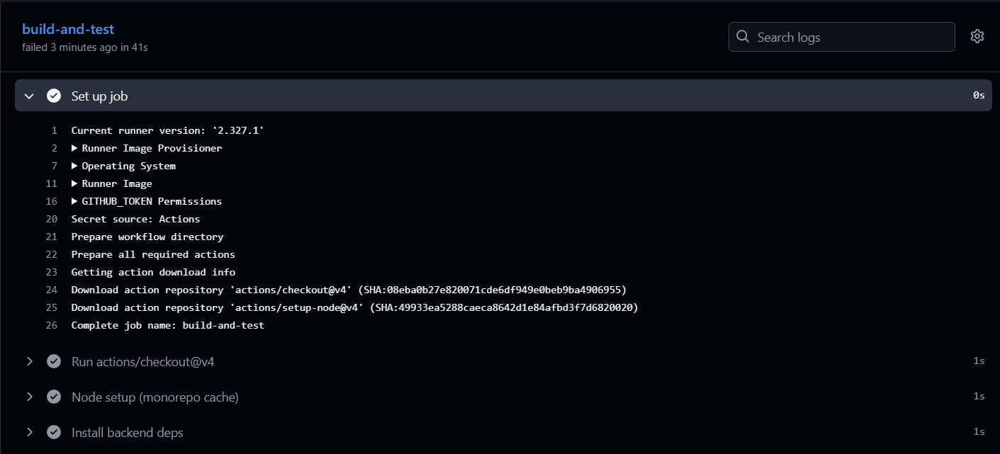 build-and-test
failed 3 minutes ago in 41s
Search logs
Set up job 0s
1 Current runner version: '2.327.1'
2 ▶ Runner Image Provisioner
7 ▶ Operating System
11 ▶ Runner Image
16 ▶ GITHUB_TOKEN Permissions
20 Secret source: Actions
21 Prepare workflow directory
22 Prepare all required actions
23 Getting action download info
24 Download action repository 'actions/checkout@v4' (SHA:08eba0b27e820071cde6df949e0beb9ba4906955)
25 Download action repository 'actions/setup-node@v4' (SHA:49933ea5288caeca8642d1e84afbd3f7d6820020)
26 Complete job name: build-and-test
Run actions/checkout@v4 1s
Node setup (monorepo cache) 1s
Install backend deps 1s